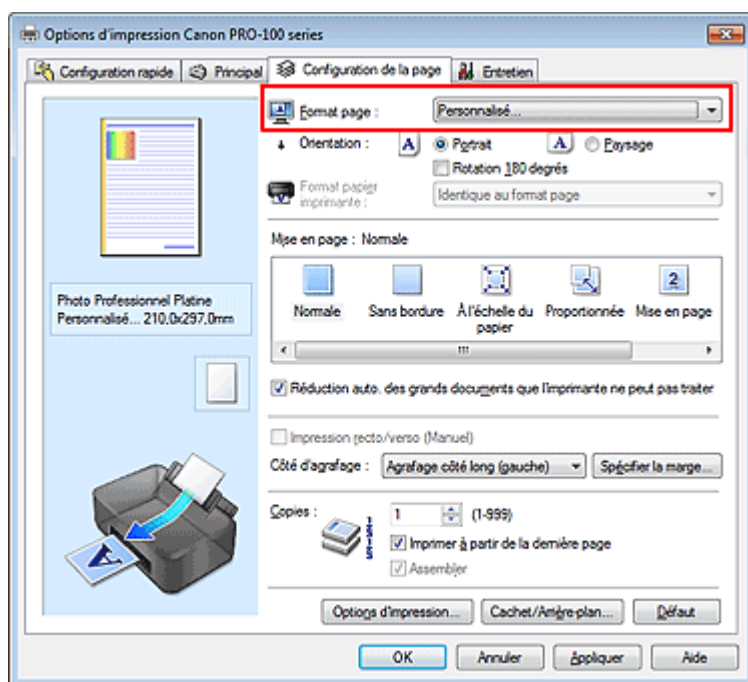 Options d'impression Canon PRO-100 series
Configuration rapide Principal Configuration de la page Entretien
Format page : Personnalisé...
Orientation : A Portrait A Paysage
Rotation 180 degrés
Format papier imprimante : Identique au format page
Mise en page : Normale
Normale Sans bordure À l'échelle du papier Proportionnée Mise en page
Photo Professionnel Platine
Personnalisé... 210,0x297,0mm
Réduction auto. des grands documents que l'imprimante ne peut pas traiter
Impression recto/verso (Manuel)
Côté d'agrafage : Agrafage côté long (gauche) Spécifier la marge...
Copies : 1 (1-999)
Imprimer à partir de la dernière page
Assembler
Options d'impression... Cachet/Arrière-plan... Défaut
OK Annuler Appliquer Aide